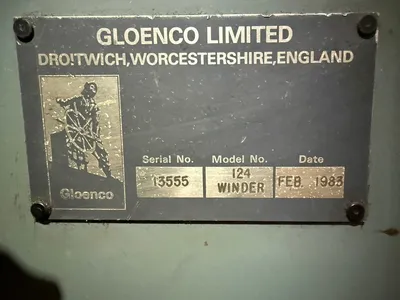 GLOENCO LIMITED
DROITWICH, WORCESTERSHIRE, ENGLAND
Serial No. Model No. Date
13555 124 WINDER FEB. 1983
Gloenco